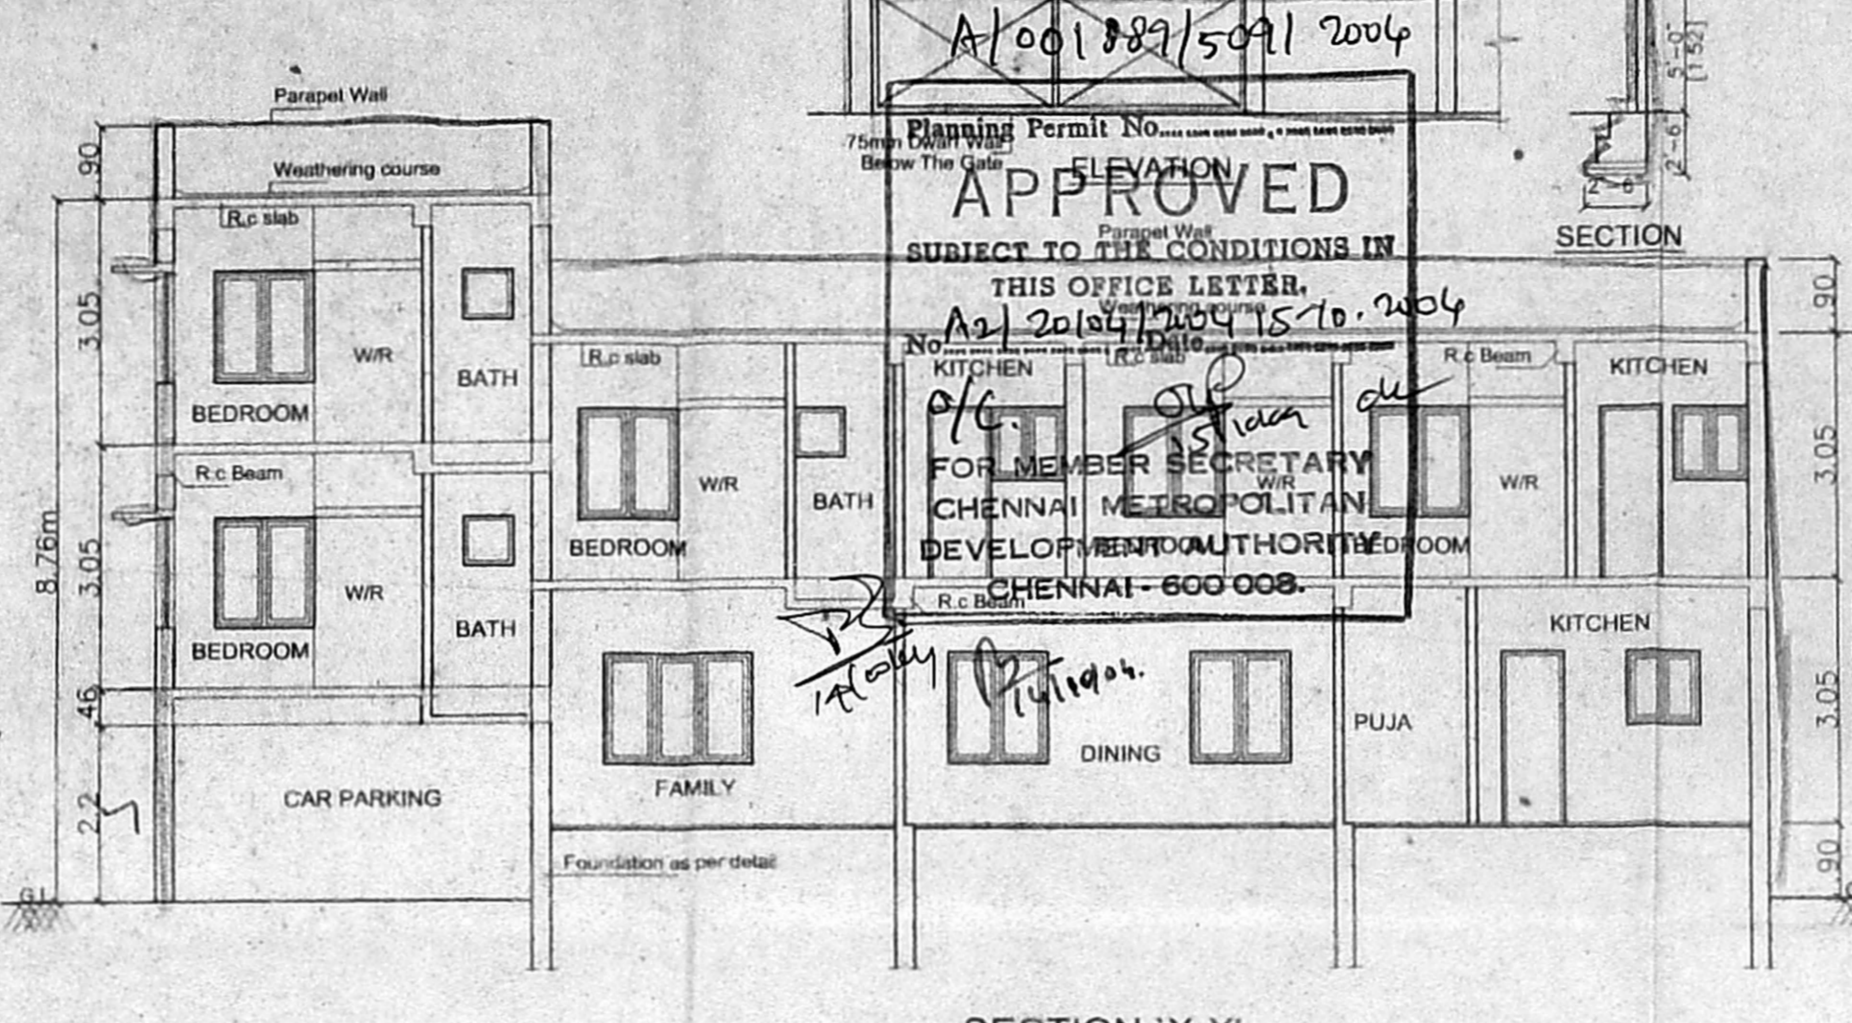 A/001889/509/ 2004
Planning Permit No
APPROVED
SUBJECT TO THE CONDITIONS IN
THIS OFFICE LETTER.
A2/ 20104/2004 15-10.2004
No Date
O/C.
FOR MEMBER SECRETARY
CHENNAI METROPOLITAN
DEVELOPMENT AUTHORITY
CHENNAI - 600 008.
75mm Dwarf Wall
Below The Gate
ELEVATION
5'-0"
[152]
2'-6"
2'-6"
SECTION
Parapet Wall
Weathering course
R.c slab
W/R
BATH
BEDROOM
R.c Beam
W/R
BATH
BEDROOM
CAR PARKING
.90
3.05
3.05
.46
2.2
8.76m
G.L
Parapet Wall
Weathering course
R.c slab
W/R
BEDROOM
BATH
KITCHEN
R.c slab
W/R
BEDROOM
R.c Beam
W/R
BEDROOM
KITCHEN
R.c Beam
FAMILY
DINING
PUJA
KITCHEN
Foundation as per detail
.90
3.05
3.05
.90